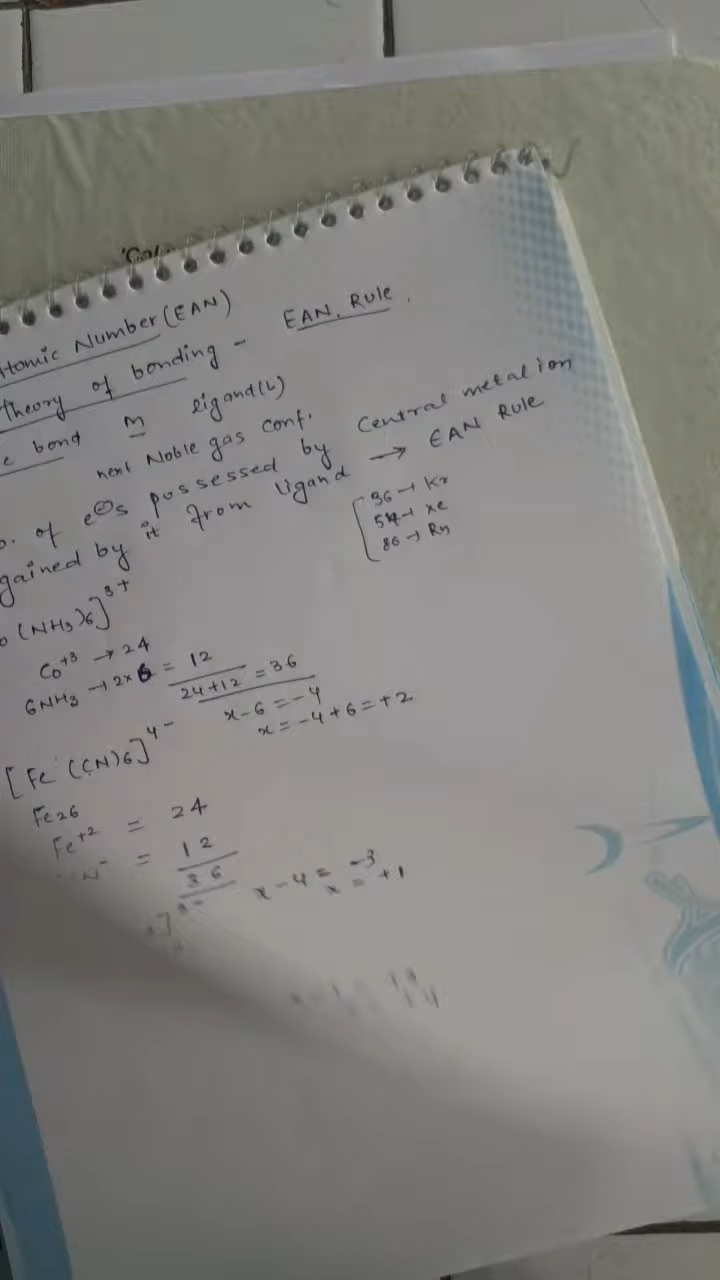 Atomic Number (EAN)
Theory of bonding - EAN. Rule.
e bond M ligand (L)
next Noble gas conf.
o. of e⊖s possessed by Central metal ion
gained by it from ligand → EAN Rule
[36 → Kr
54 → Xe
86 → Rn
o (NH3)6]3+
Co+3 → 24
6NH3 → 2x6 = 12
24+12 = 36
[Fe (CN)6]4-
x-6 = -4
x = -4+6 = +2
Fe26
Fe+2 = 24
N- = 12
36
]3-
x-4 = -3
x = +1